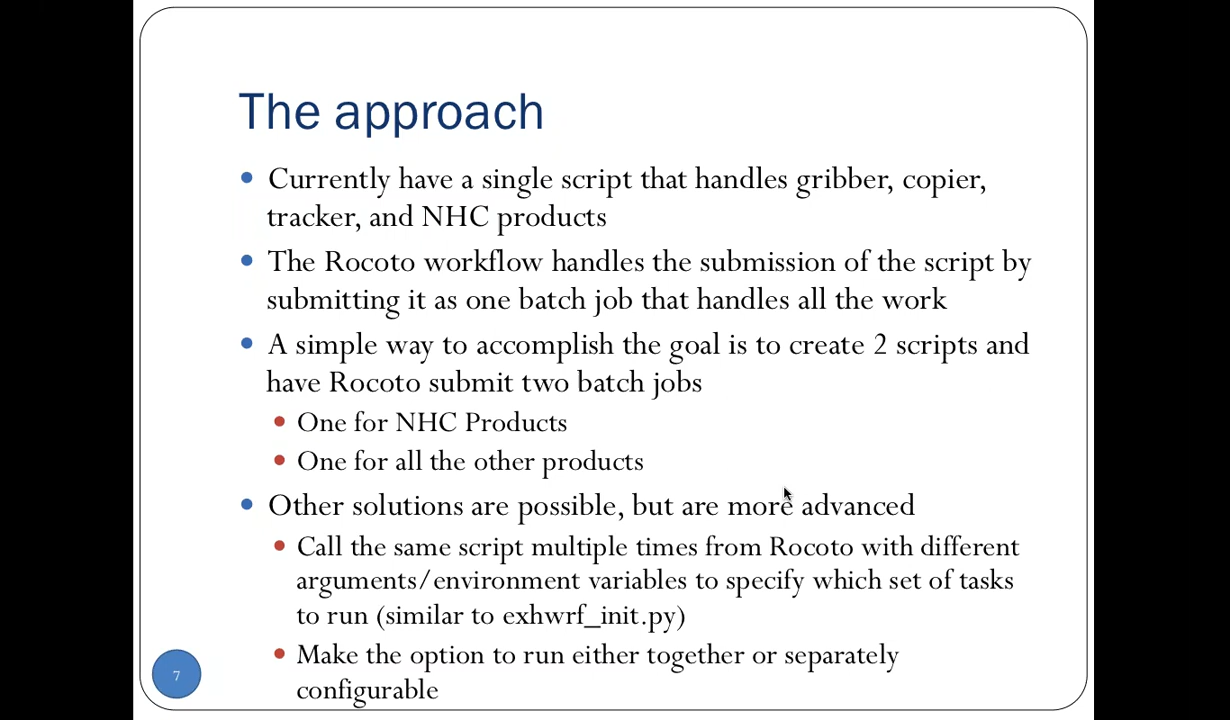 The approach
Currently have a single script that handles gribber, copier,
tracker, and NHC products
The Rocoto workflow handles the submission of the script by
submitting it as one batch job that handles all the work
A simple way to accomplish the goal is to create 2 scripts and
have Rocoto submit two batch jobs
One for NHC Products
One for all the other products
Other solutions are possible, but are more advanced
Call the same script multiple times from Rocoto with different
arguments/environment variables to specify which set of tasks
to run (similar to exhwrf_init.py)
Make the option to run either together or separately
configurable
7